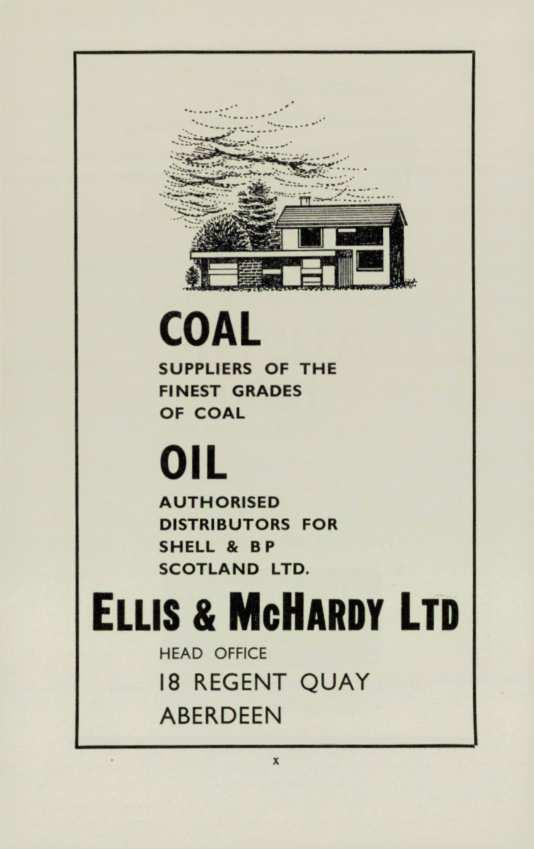 COAL
SUPPLIERS OF THE
FINEST GRADES
OF COAL
OIL
AUTHORISED
DISTRIBUTORS FOR
SHELL & BP
SCOTLAND LTD.
ELLIS & McHARDY LTD
HEAD OFFICE
18 REGENT QUAY
ABERDEEN
x